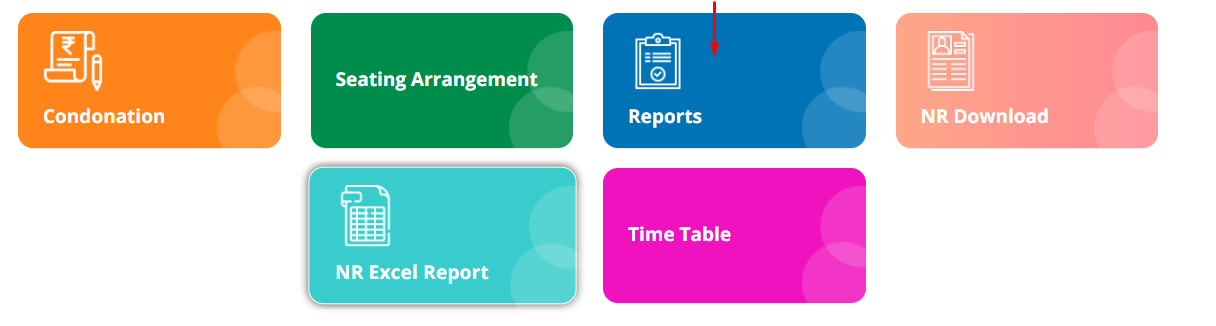 Condonation
Seating Arrangement
Reports
NR Download
NR Excel Report
Time Table